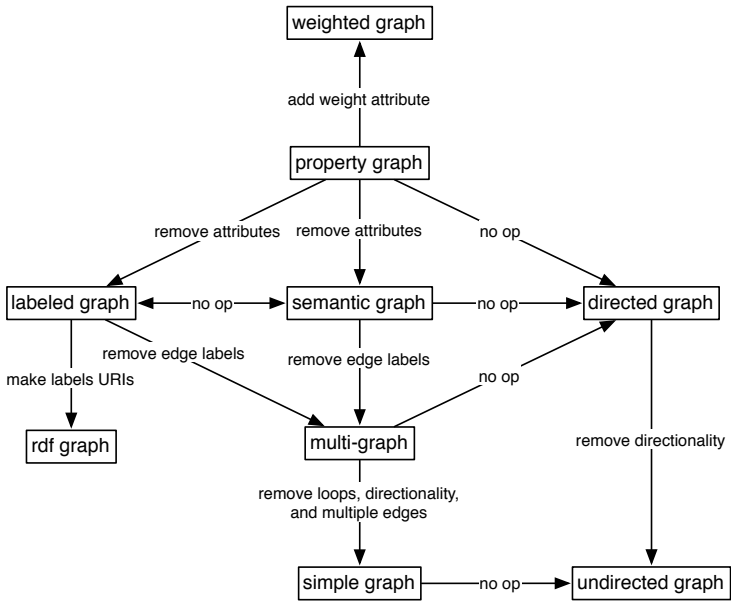 weighted graph
add weight attribute
property graph
remove attributes
remove attributes
no op
labeled graph
no op
semantic graph
no op
directed graph
remove edge labels
remove edge labels
make labels URIs
no op
rdf graph
multi-graph
remove directionality
remove loops, directionality,
and multiple edges
simple graph
no op
undirected graph